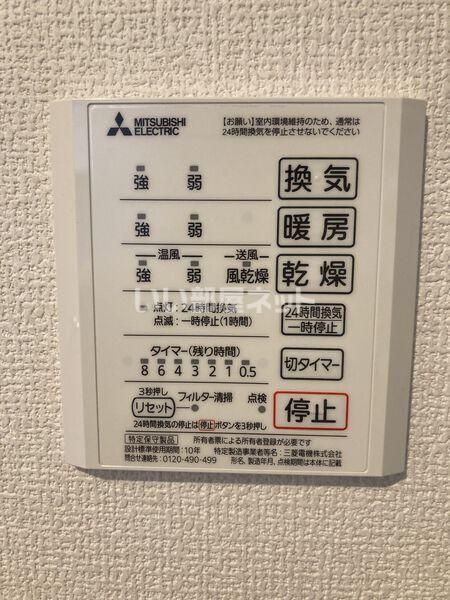 MITSUBISHI
ELECTRIC
【お願い】室内環境維持のため、通常は
24時間換気を停止させないでください
強 弱 換気
強 弱 暖房
温風 送風
強 弱 風乾燥 乾燥
点灯:24時間換気
点滅:一時停止(1時間)
24時間換気
一時停止
いい部屋ネット
タイマー(残り時間)
8 6 4 3 2 1 0.5
切タイマー
3秒押し
リセット フィルター清掃 点検
停止
24時間換気の停止は停止ボタンを3秒押し
特定保守製品 所有者票による所有者登録が必要です
設計標準使用期間:10年 特定製造事業者等名:三菱電機株式会社
問合せ連絡先:0120-490-499 形名、製造年月、点検期間は本体に記載